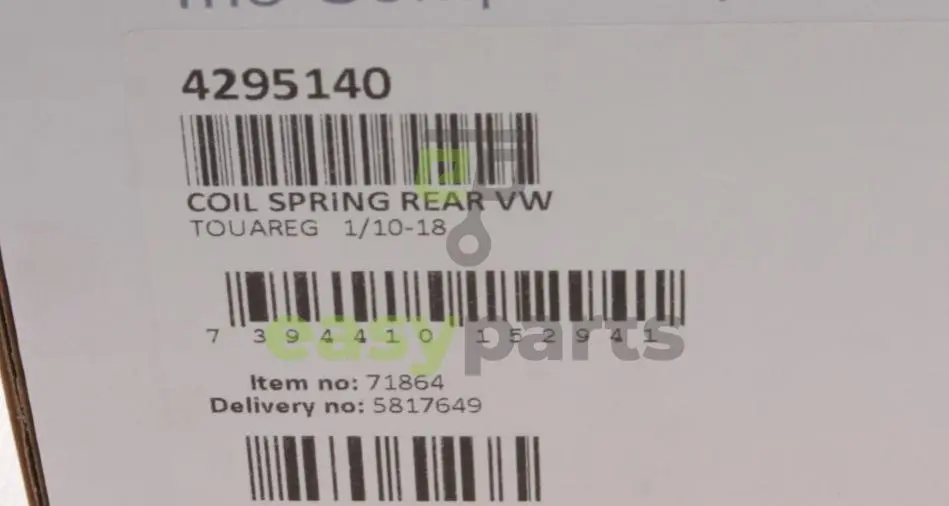 4295140
COIL SPRING REAR VW
TOUAREG 1/10-18
7 394410 152941
easyparts
Item no: 71864
Delivery no: 5817649